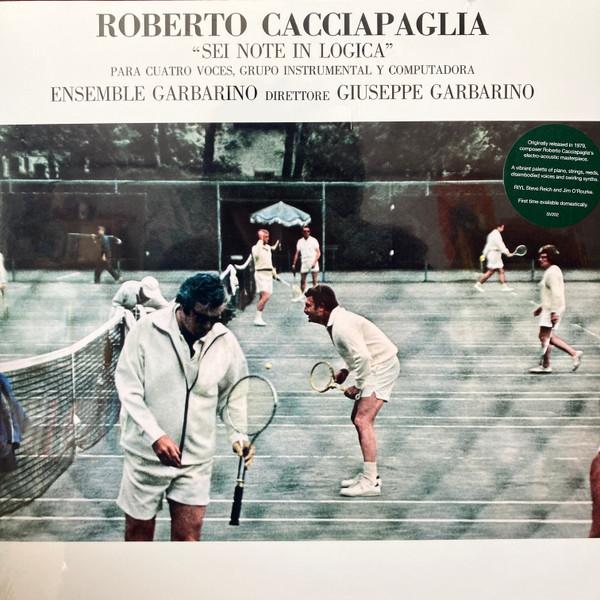 ROBERTO CACCIAPAGLIA
“SEI NOTE IN LOGICA”
PARA CUATRO VOCES, GRUPO INSTRUMENTAL Y COMPUTADORA
ENSEMBLE GARBARINO DIRETTORE GIUSEPPE GARBARINO
Originally released in 1979,
composer Roberto Cacciapaglia's
electro-acoustic masterpiece.
A vibrant palette of piano, strings, reeds,
disembodied voices and swirling synths.
RIYL Steve Reich and Jim O'Rourke.
First time available domestically.
SV202